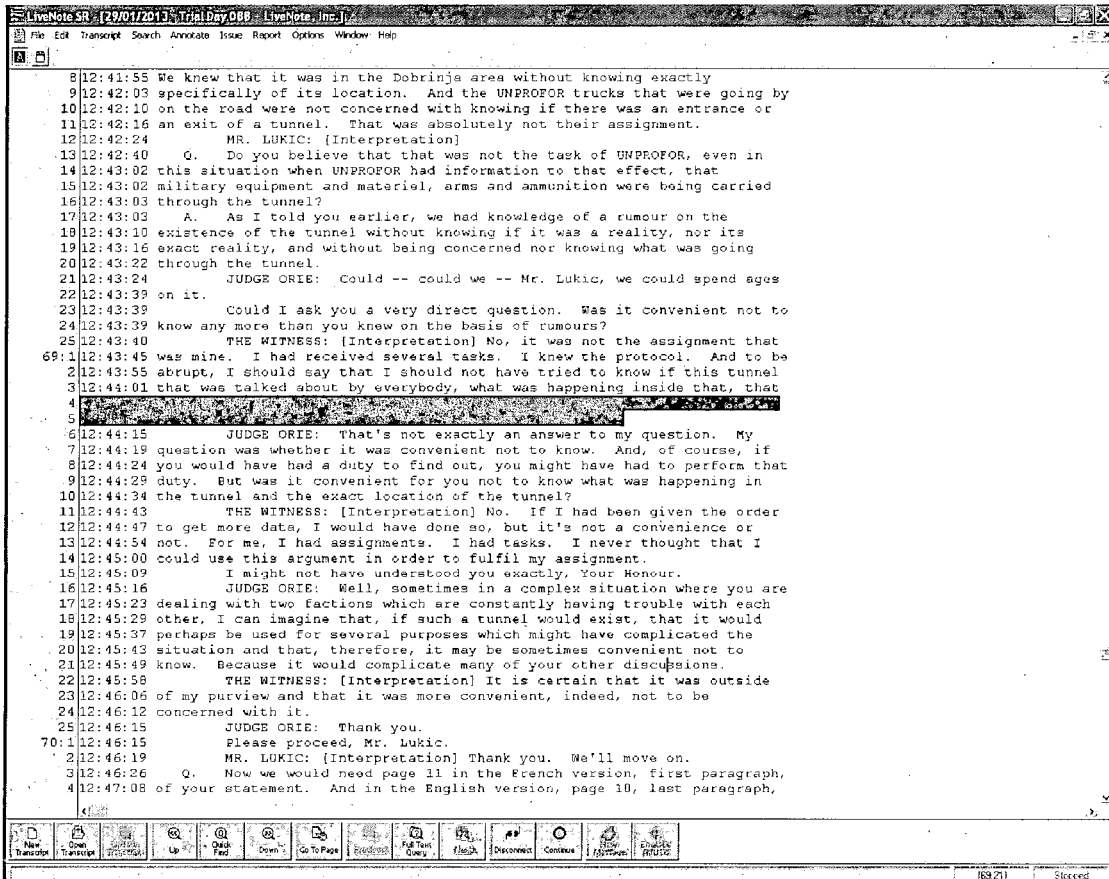 LiveNote SR - [29/01/2013, Trial Day OBB - LiveNote, Inc.]
File Edit Transcript Search Annotate Issue Report Options Window Help
A
8 12:41:55 We knew that it was in the Dobrinja area without knowing exactly
9 12:42:03 specifically of its location. And the UNPROFOR trucks that were going by
10 12:42:10 on the road were not concerned with knowing if there was an entrance or
11 12:42:16 an exit of a tunnel. That was absolutely not their assignment.
12 12:42:24 MR. LUKIC: [Interpretation]
13 12:42:40 Q. Do you believe that that was not the task of UNPROFOR, even in
14 12:43:02 this situation when UNPROFOR had information to that effect, that
15 12:43:02 military equipment and materiel, arms and ammunition were being carried
16 12:43:03 through the tunnel?
17 12:43:03 A. As I told you earlier, we had knowledge of a rumour on the
18 12:43:10 existence of the tunnel without knowing if it was a reality, nor its
19 12:43:16 exact reality, and without being concerned nor knowing what was going
20 12:43:22 through the tunnel.
21 12:43:24 JUDGE ORIE: Could -- could we -- Mr. Lukic, we could spend ages
22 12:43:39 on it.
23 12:43:39 Could I ask you a very direct question. Was it convenient not to
24 12:43:39 know any more than you knew on the basis of rumours?
25 12:43:40 THE WITNESS: [Interpretation] No, it was not the assignment that
69:1 12:43:45 was mine. I had received several tasks. I knew the protocol. And to be
2 12:43:55 abrupt, I should say that I should not have tried to know if this tunnel
3 12:44:01 that was talked about by everybody, what was happening inside that, that
4
5
6 12:44:15 JUDGE ORIE: That's not exactly an answer to my question. My
7 12:44:19 question was whether it was convenient not to know. And, of course, if
8 12:44:24 you would have had a duty to find out, you might have had to perform that
9 12:44:29 duty. But was it convenient for you not to know what was happening in
10 12:44:34 the tunnel and the exact location of the tunnel?
11 12:44:43 THE WITNESS: [Interpretation] No. If I had been given the order
12 12:44:47 to get more data, I would have done so, but it's not a convenience or
13 12:44:54 not. For me, I had assignments. I had tasks. I never thought that I
14 12:45:00 could use this argument in order to fulfil my assignment.
15 12:45:09 I might not have understood you exactly, Your Honour.
16 12:45:16 JUDGE ORIE: Well, sometimes in a complex situation where you are
17 12:45:23 dealing with two factions which are constantly having trouble with each
18 12:45:29 other, I can imagine that, if such a tunnel would exist, that it would
19 12:45:37 perhaps be used for several purposes which might have complicated the
20 12:45:43 situation and that, therefore, it may be sometimes convenient not to
21 12:45:49 know. Because it would complicate many of your other discussions.
22 12:45:58 THE WITNESS: [Interpretation] It is certain that it was outside
23 12:46:06 of my purview and that it was more convenient, indeed, not to be
24 12:46:12 concerned with it.
25 12:46:15 JUDGE ORIE: Thank you.
70:1 12:46:15 Please proceed, Mr. Lukic.
2 12:46:19 MR. LUKIC: [Interpretation] Thank you. We'll move on.
3 12:46:26 Q. Now we would need page 11 in the French version, first paragraph,
4 12:47:08 of your statement. And in the English version, page 10, last paragraph,
New Transcript Open Transcript Up Quick Find Down Go To Page Full Text Query Disconnect Continue
[69:21] Stopped